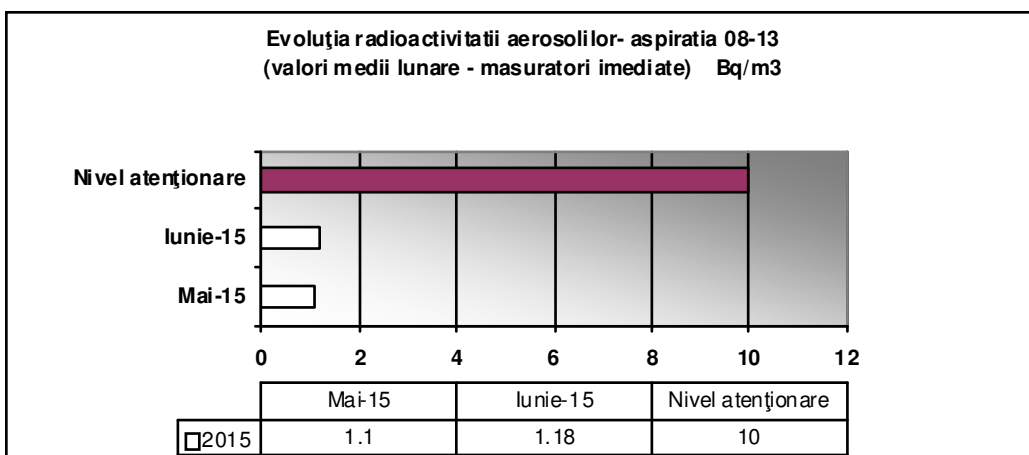 Evoluţia radioactivitatii aerosolilor- aspiratia 08-13
(valori medii lunare - masuratori imediate) Bq/m3
Nivel atenţionare
Iunie-15
Mai-15
0 2 4 6 8 10 12
Mai-15 Iunie-15 Nivel atenţionare
2015 1.1 1.18 10